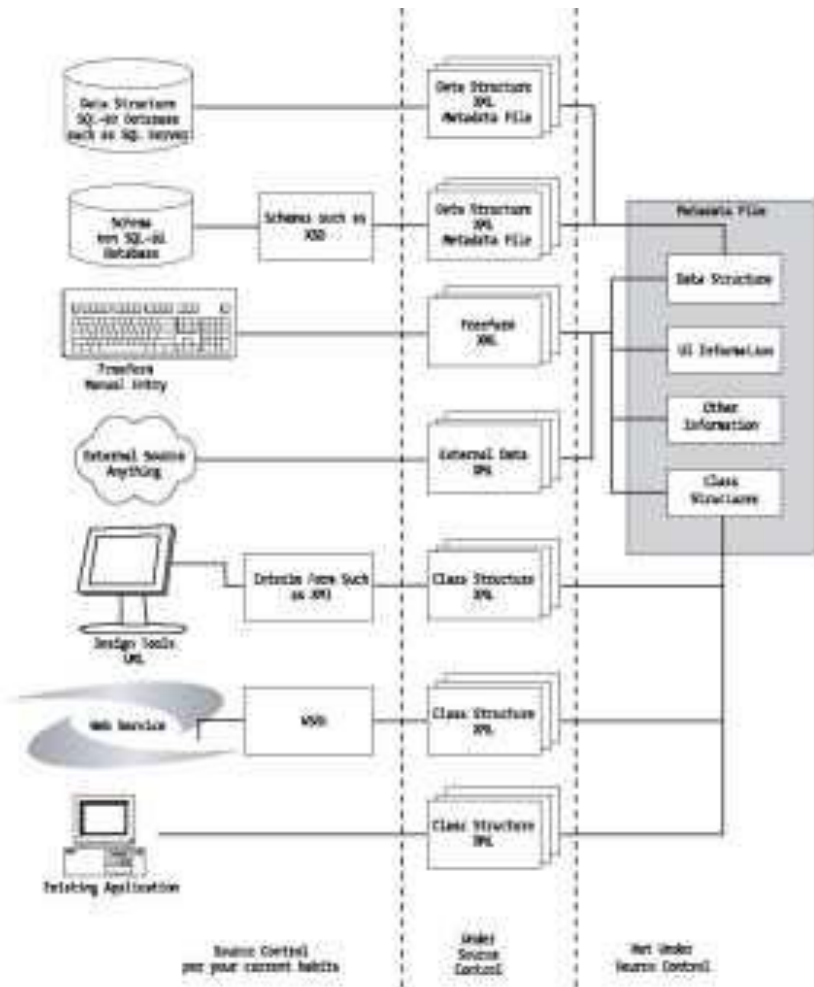 Data Structure
SQL-92 Database
such as SQL Server
Data Structure
XML
Metadata File
Schema
Non SQL-92
Database
Schemas such as
XSD
Data Structure
XML
Metadata File
Metadata File
Data Structure
UI Information
Other
Information
Class
Structures
Freeform
Manual Entry
Freeform
XML
External Source
Anything
External Data
XML
Design Tools
UML
Interim Form Such
as XMI
Class Structure
XML
Web Service
WSDL
Class Structure
XML
Existing Application
Class Structure
XML
Source Control
per your current habits
Under
Source
Control
Not Under
Source Control